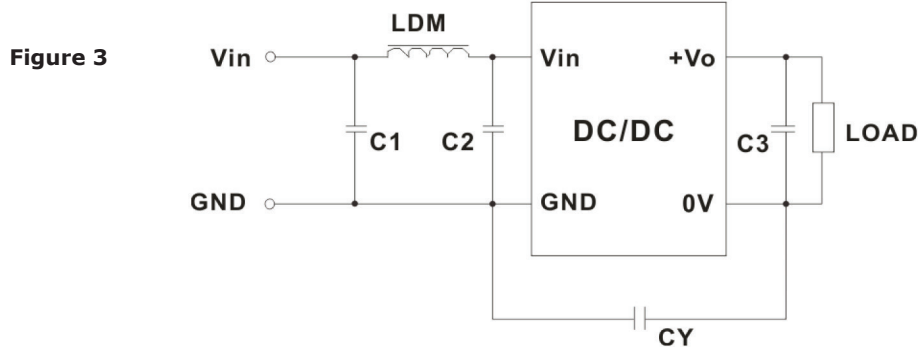 Figure 3
LDM
Vin
Vin
+Vo
C1
C2
DC/DC
C3
LOAD
GND
GND
0V
CY